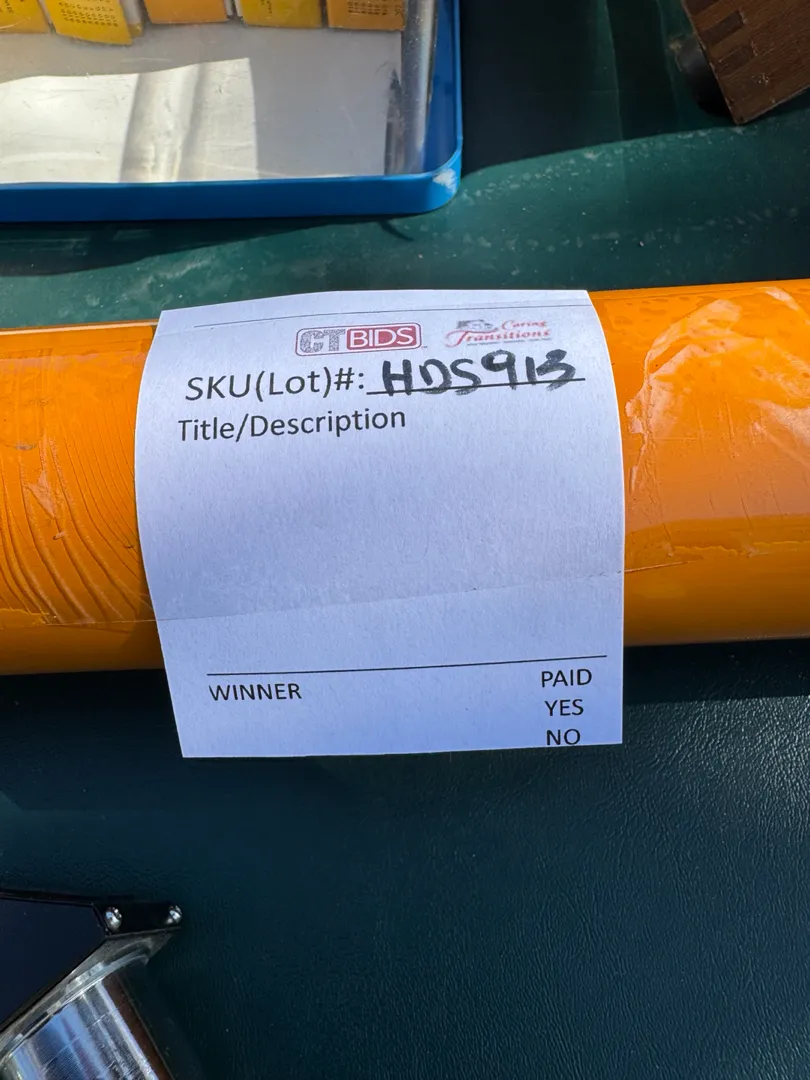 CTBIDS Caring Transitions
SKU(Lot)#: HDS913
Title/Description
WINNER PAID
YES
NO